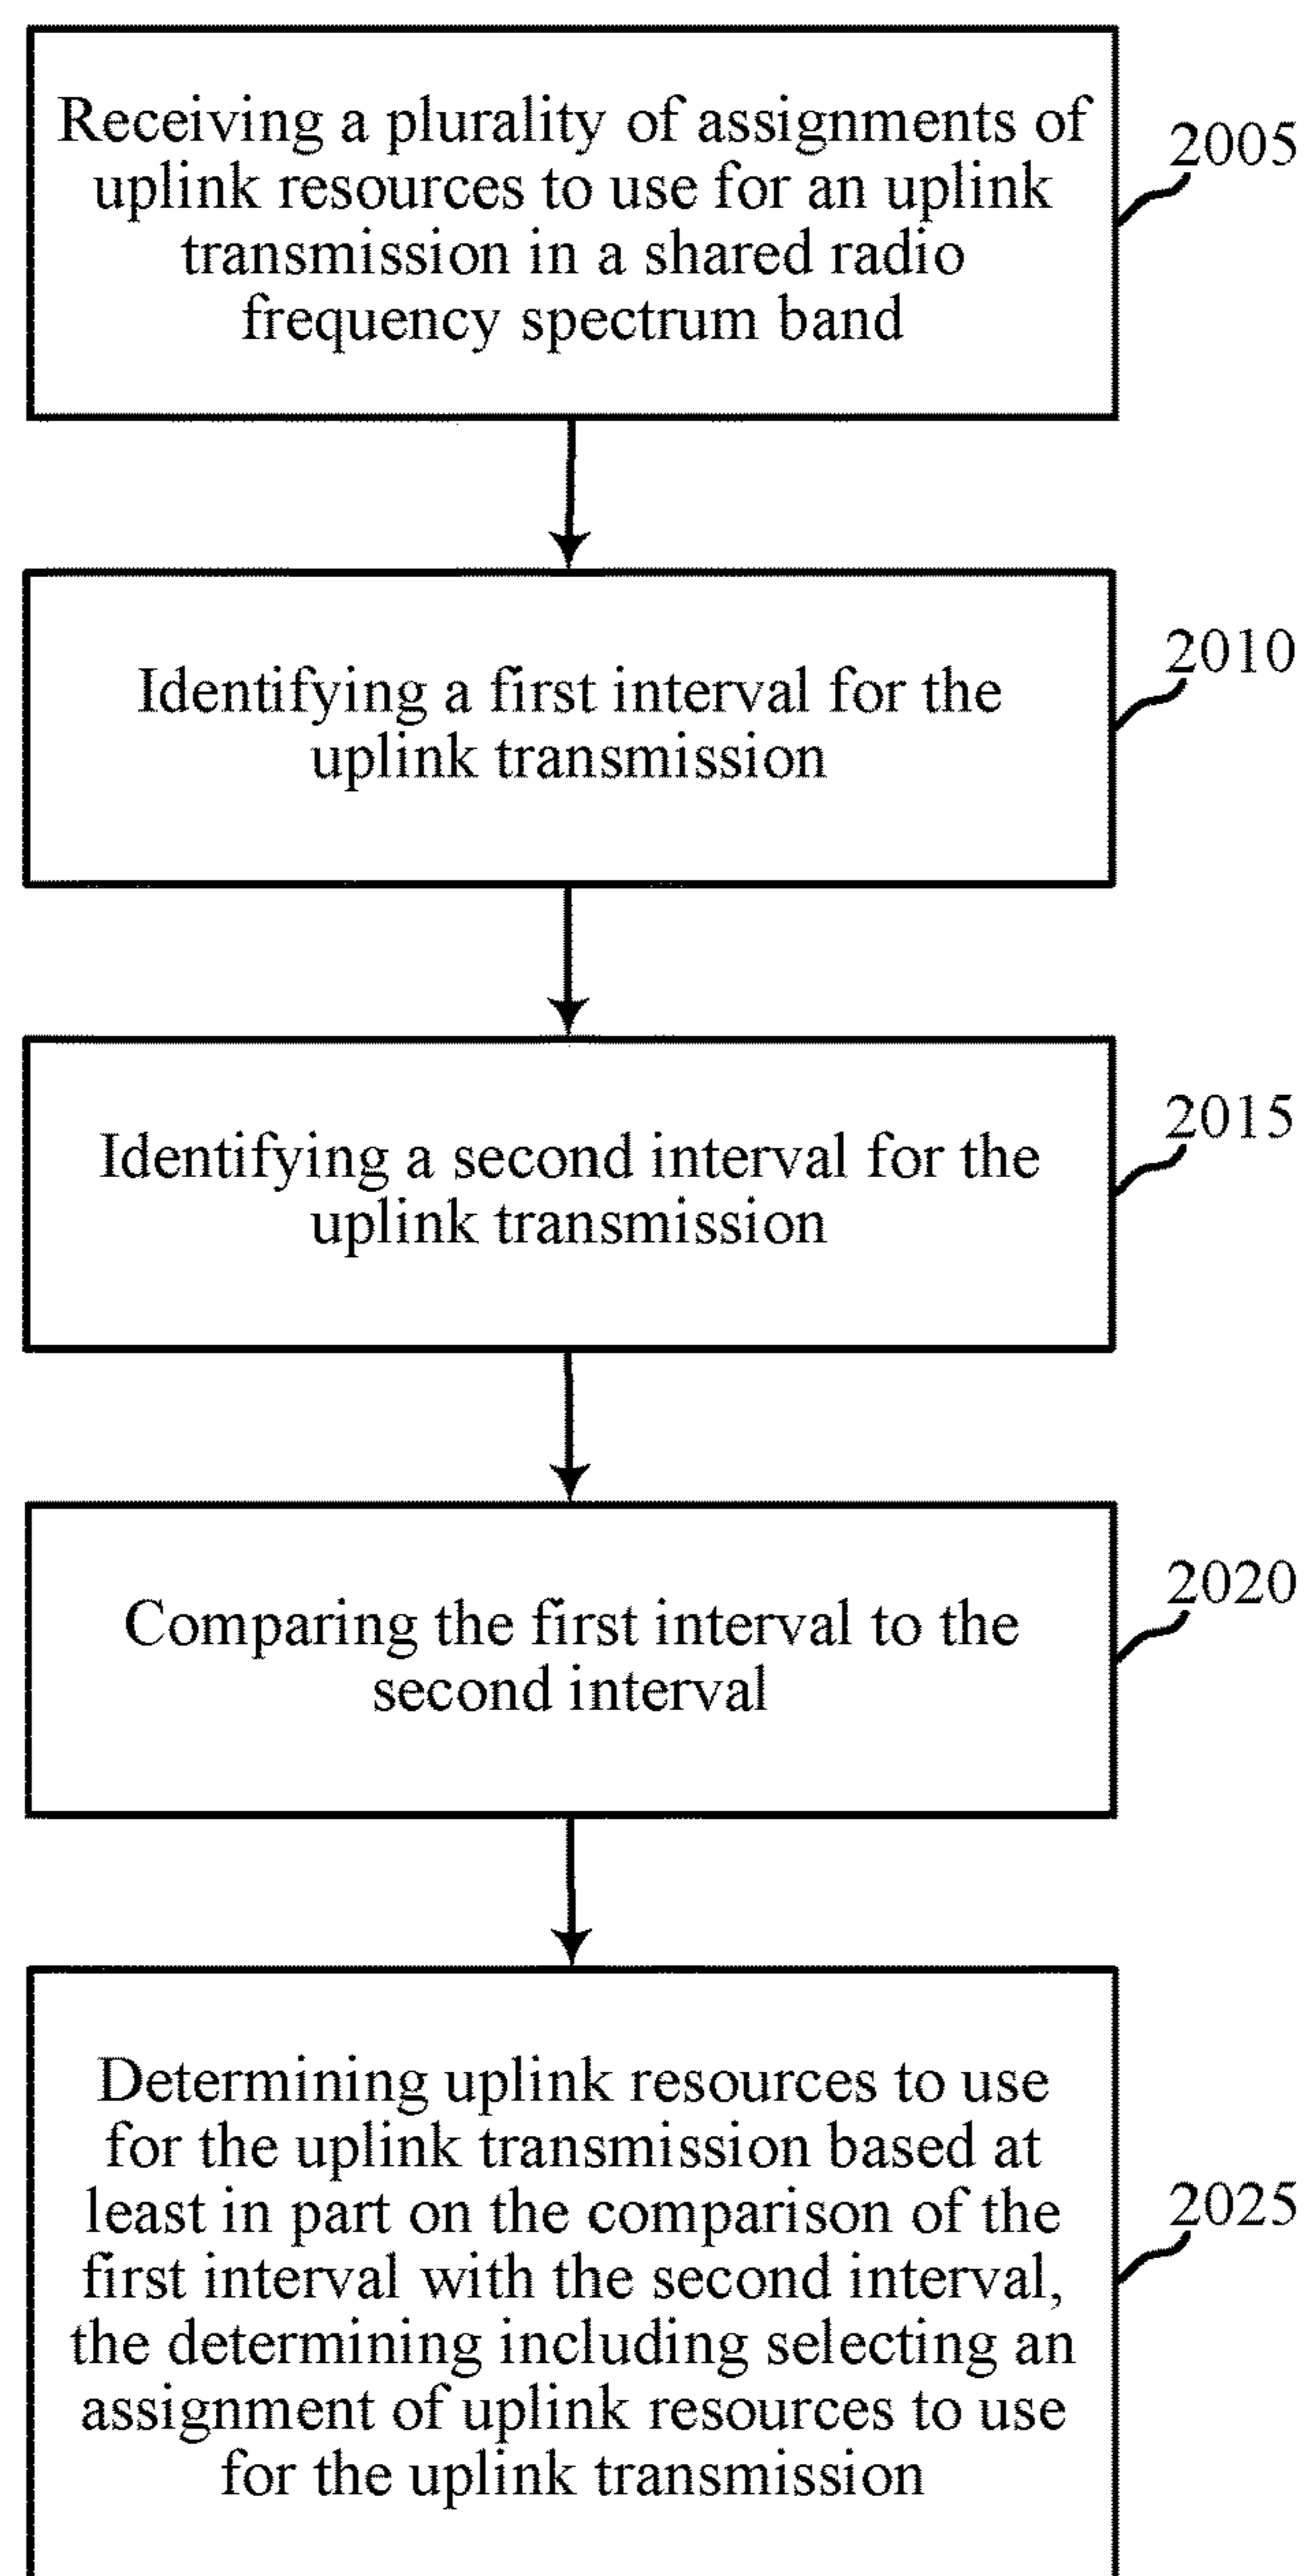 Receiving a plurality of assignments of
uplink resources to use for an uplink
transmission in a shared radio
frequency spectrum band
2005
Identifying a first interval for the
uplink transmission
2010
Identifying a second interval for the
uplink transmission
2015
Comparing the first interval to the
second interval
2020
Determining uplink resources to use
for the uplink transmission based at
least in part on the comparison of the
first interval with the second interval,
the determining including selecting an
assignment of uplink resources to use
for the uplink transmission
2025